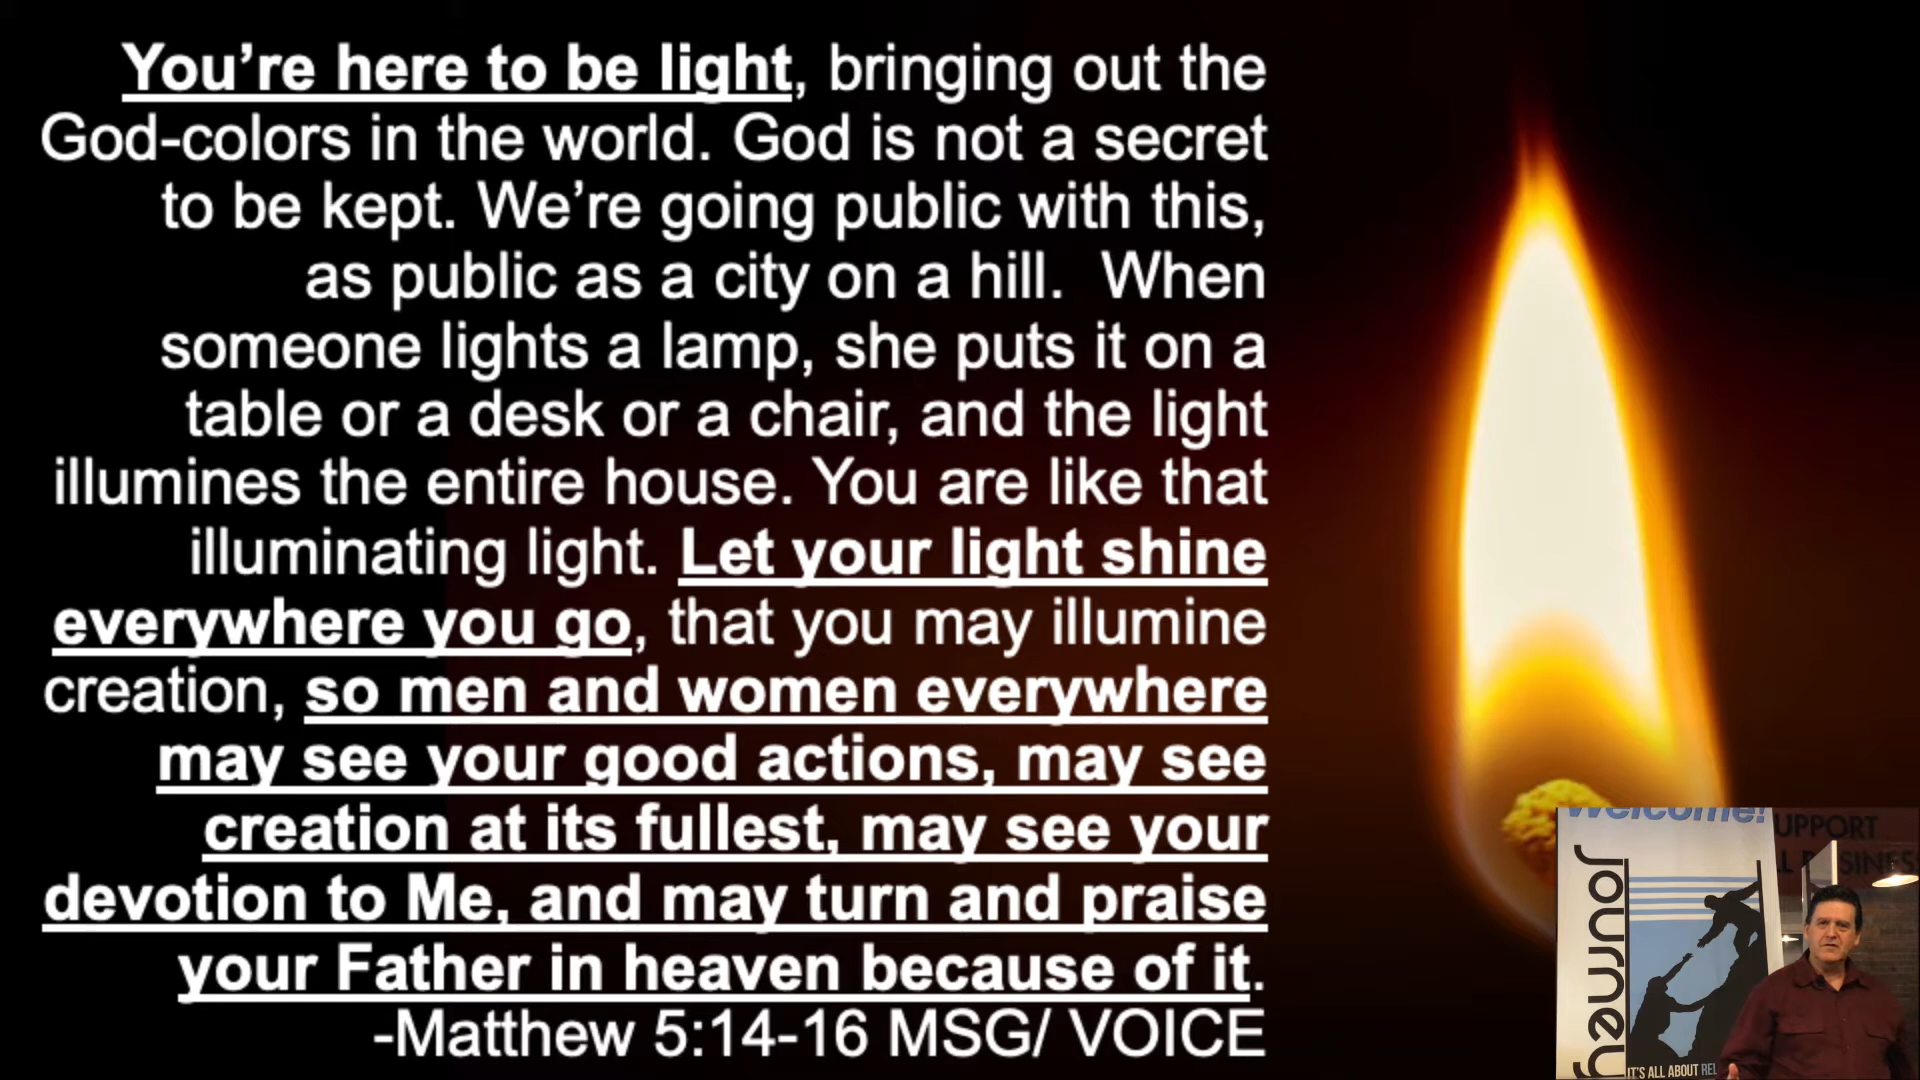 You’re here to be light, bringing out the
God-colors in the world. God is not a secret
to be kept. We’re going public with this,
as public as a city on a hill.  When
someone lights a lamp, she puts it on a
table or a desk or a chair, and the light
illumines the entire house. You are like that
illuminating light. Let your light shine
everywhere you go, that you may illumine
creation, so men and women everywhere
may see your good actions, may see
creation at its fullest, may see your
devotion to Me, and may turn and praise
your Father in heaven because of it.
-Matthew 5:14-16 MSG/ VOICE
Welcome!
Journey
IT'S ALL ABOUT REL
UPPORT
L BUSINESS